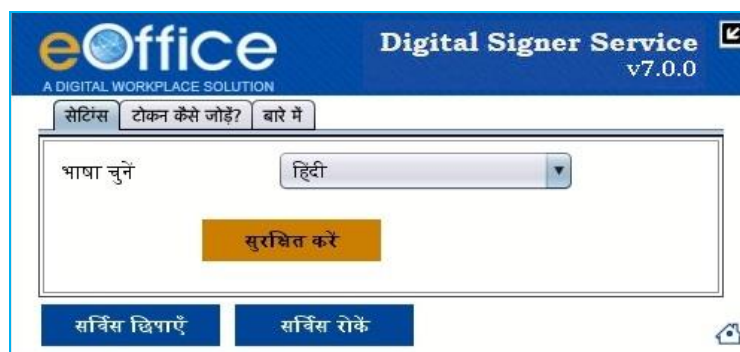 eOffice
A DIGITAL WORKPLACE SOLUTION
Digital Signer Service
v7.0.0
सेटिंग्स टोकन कैसे जोड़ें? बारे में
भाषा चुनें हिंदी
सुरक्षित करें
सर्विस छिपाएँ सर्विस रोकें